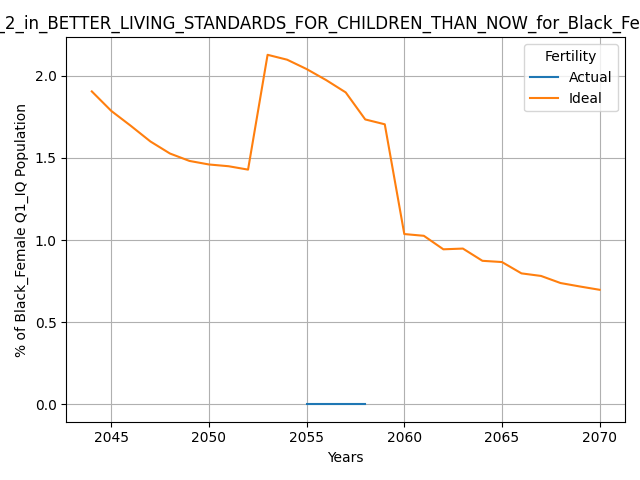 _2_in_BETTER_LIVING_STANDARDS_FOR_CHILDREN_THAN_NOW_for_Black_Fe
Fertility
Actual
Ideal
% of Black_Female Q1_IQ Population
2.0
1.5
1.0
0.5
0.0
2045 2050 2055 2060 2065 2070
Years